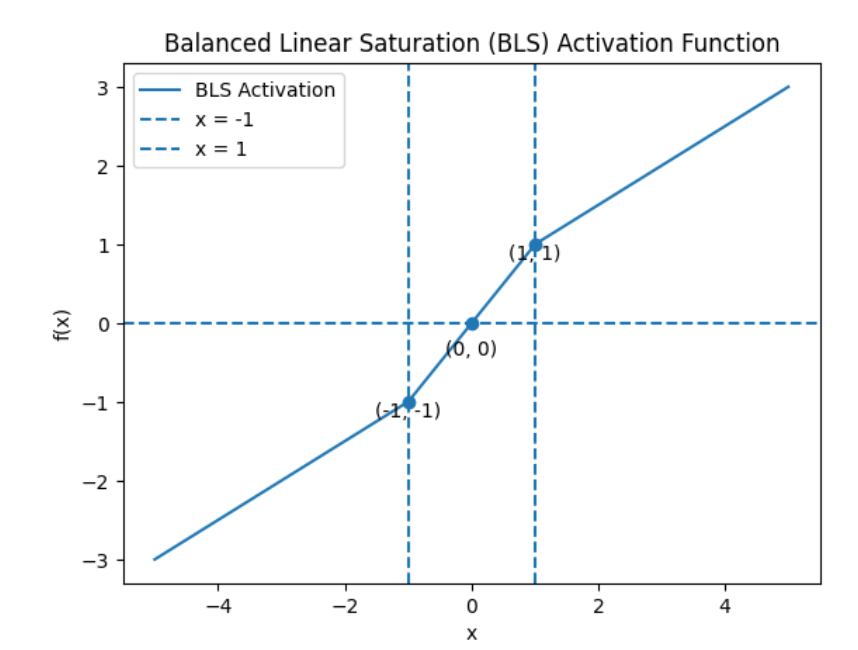 Balanced Linear Saturation (BLS) Activation Function
BLS Activation
x = -1
x = 1
3
2
1
0
−1
−2
−3
f(x)
(1, 1)
(0, 0)
(-1, -1)
−4
−2
0
2
4
x